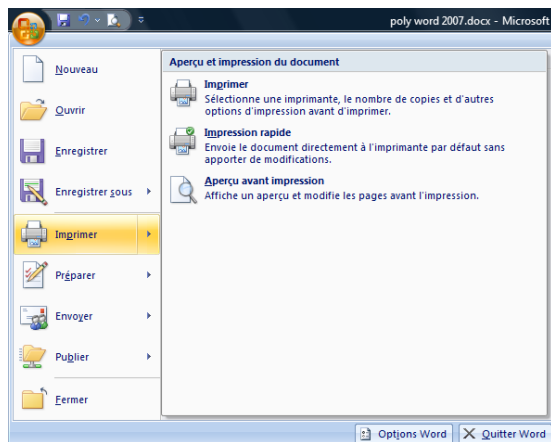 poly word 2007.docx - Microsoft
Nouveau
Ouvrir
Enregistrer
Enregistrer sous
Imprimer
Préparer
Envoyer
Publier
Fermer
Aperçu et impression du document
Imprimer
Sélectionne une imprimante, le nombre de copies et d'autres
options d'impression avant d'imprimer.
Impression rapide
Envoie le document directement à l'imprimante par défaut sans
apporter de modifications.
Aperçu avant impression
Affiche un aperçu et modifie les pages avant l'impression.
Options Word
Quitter Word